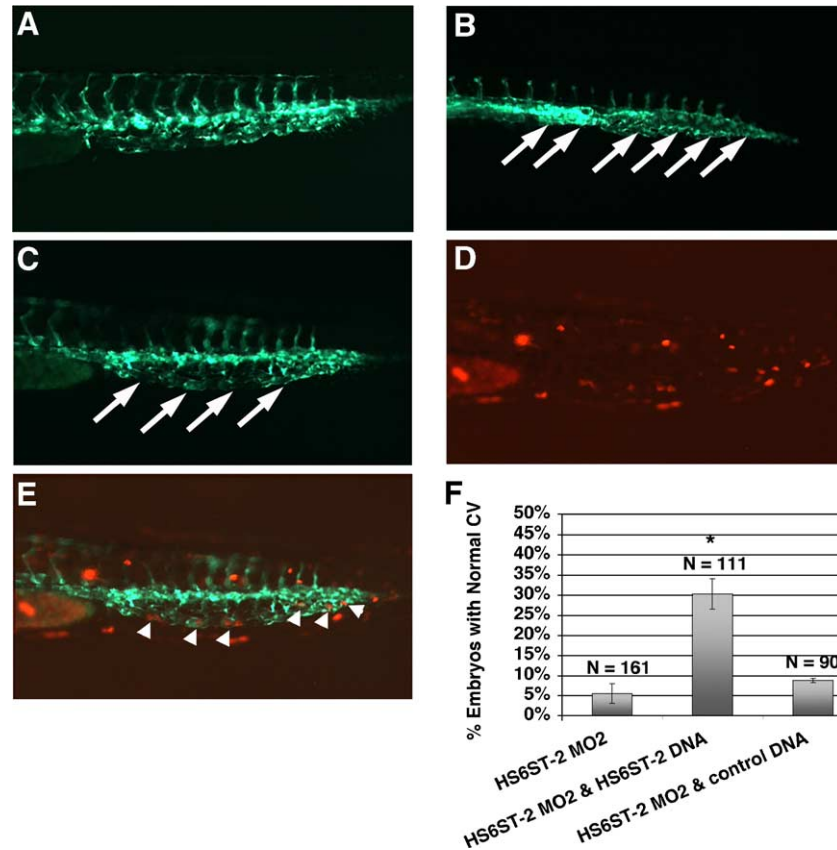 A
B
C
D
E
F
% Embryos with Normal CV
50%
45%
40%
35%
30%
25%
20%
15%
10%
5%
0%
*
N = 161
N = 111
N = 90
HS6ST-2 MO2
HS6ST-2 MO2 & HS6ST-2 DNA
HS6ST-2 MO2 & control DNA